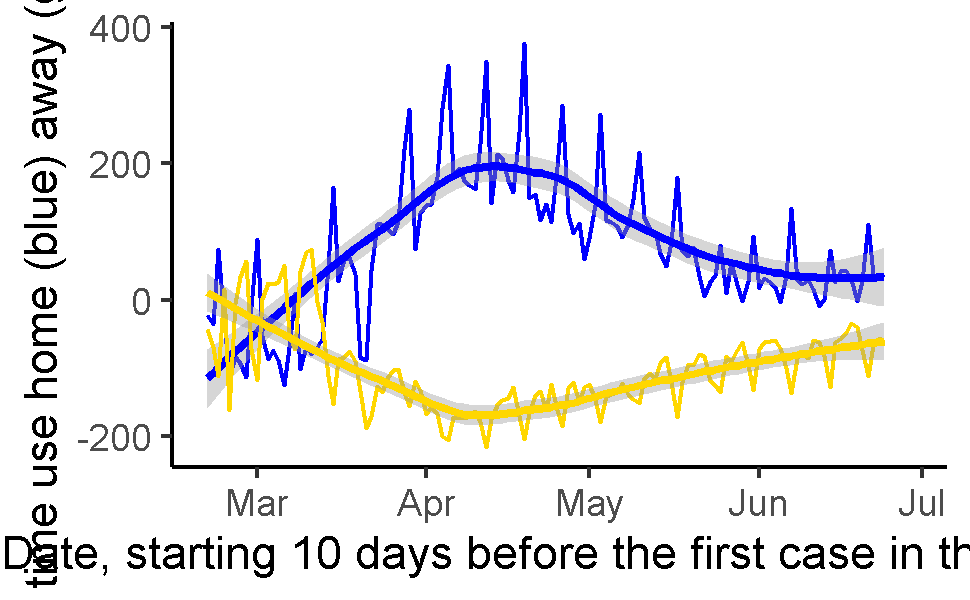 time use home (blue) away (
400
200
0
-200
Mar Apr May Jun Jul
Date, starting 10 days before the first case in th